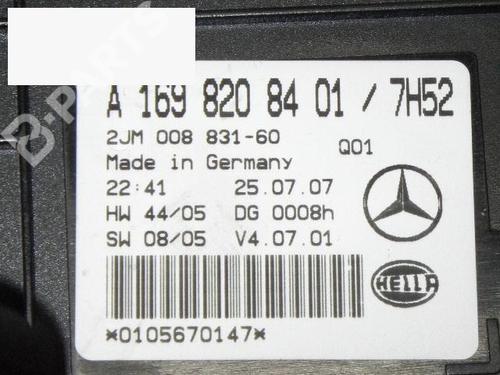 B-PARTS
A 169 820 84 01 / 7H52
2JM 008 831-60 Q01
Made in Germany
22:41 25.07.07
HW 44/05 DG 0008h
SW 08/05 V4.07.01
HELLA
*0105670147*